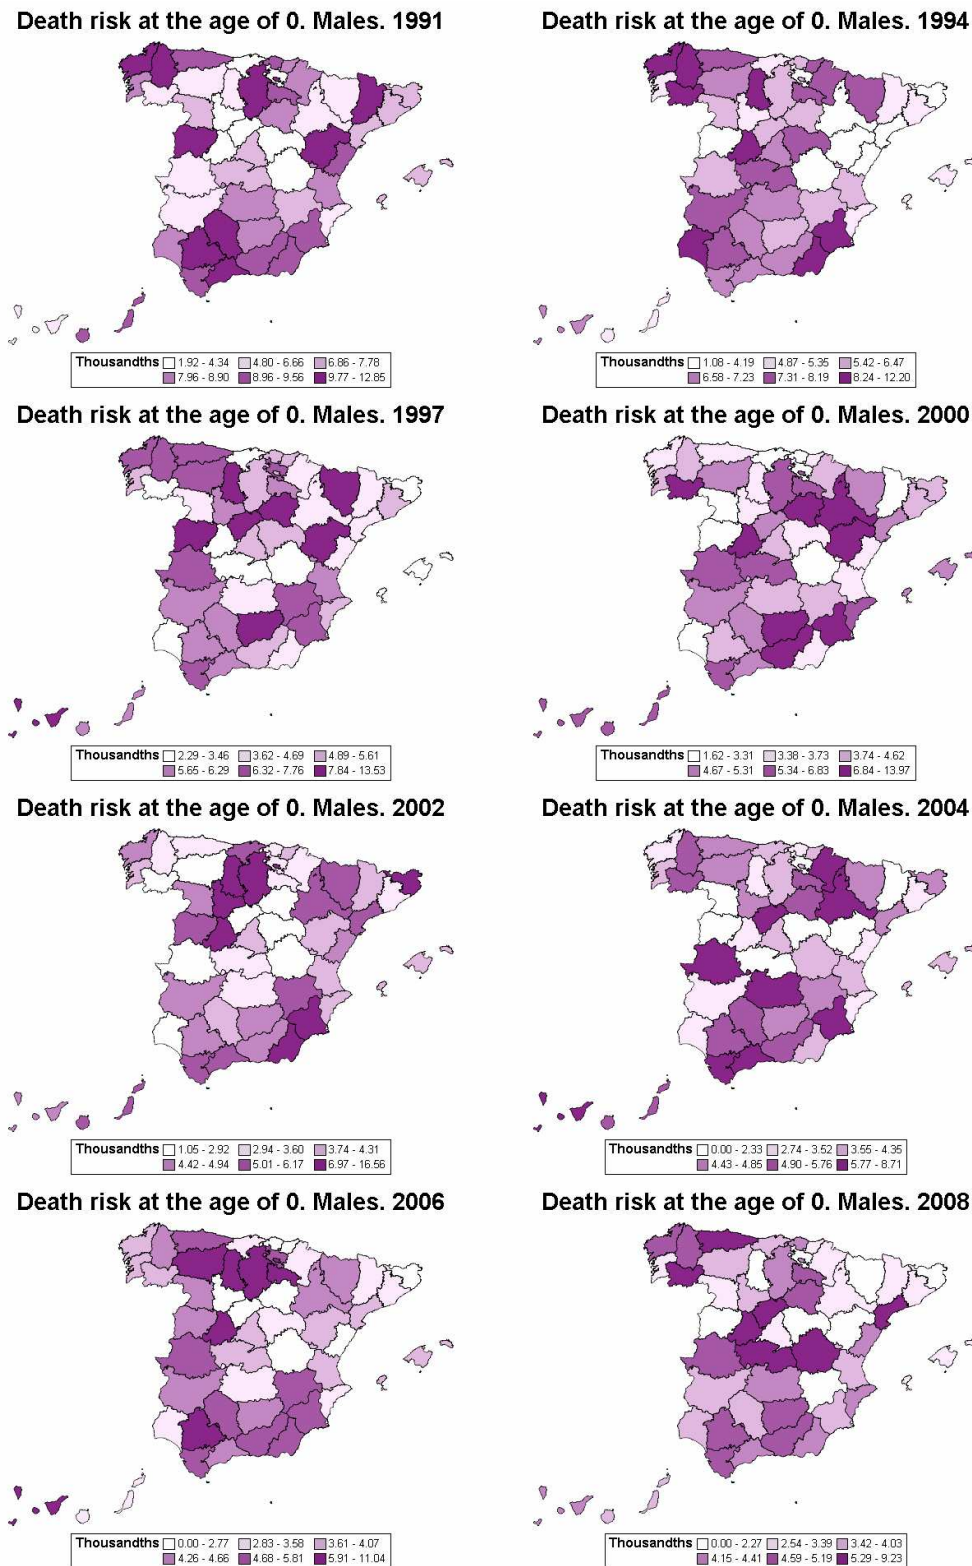 Death risk at the age of 0. Males. 1991
Death risk at the age of 0. Males. 1994
Thousandths 1.92 - 4.34 4.80 - 6.66 6.86 - 7.78
7.96 - 8.90 8.96 - 9.56 9.77 - 12.85
Thousandths 1.08 - 4.19 4.87 - 5.35 5.42 - 6.47
6.58 - 7.23 7.31 - 8.19 8.24 - 12.20
Death risk at the age of 0. Males. 1997
Death risk at the age of 0. Males. 2000
Thousandths 2.29 - 3.46 3.62 - 4.69 4.89 - 5.61
5.65 - 6.29 6.32 - 7.76 7.84 - 13.53
Thousandths 1.62 - 3.31 3.38 - 3.73 3.74 - 4.62
4.67 - 5.31 5.34 - 6.83 6.84 - 13.97
Death risk at the age of 0. Males. 2002
Death risk at the age of 0. Males. 2004
Thousandths 1.05 - 2.92 2.94 - 3.60 3.74 - 4.31
4.42 - 4.94 5.01 - 6.17 6.97 - 16.56
Thousandths 0.00 - 2.33 2.74 - 3.52 3.55 - 4.35
4.43 - 4.85 4.90 - 5.76 5.77 - 8.71
Death risk at the age of 0. Males. 2006
Death risk at the age of 0. Males. 2008
Thousandths 0.00 - 2.77 2.83 - 3.58 3.61 - 4.07
4.26 - 4.66 4.68 - 5.81 5.91 - 11.04
Thousandths 0.00 - 2.27 2.54 - 3.39 3.42 - 4.03
4.15 - 4.41 4.59 - 5.19 5.29 - 9.23